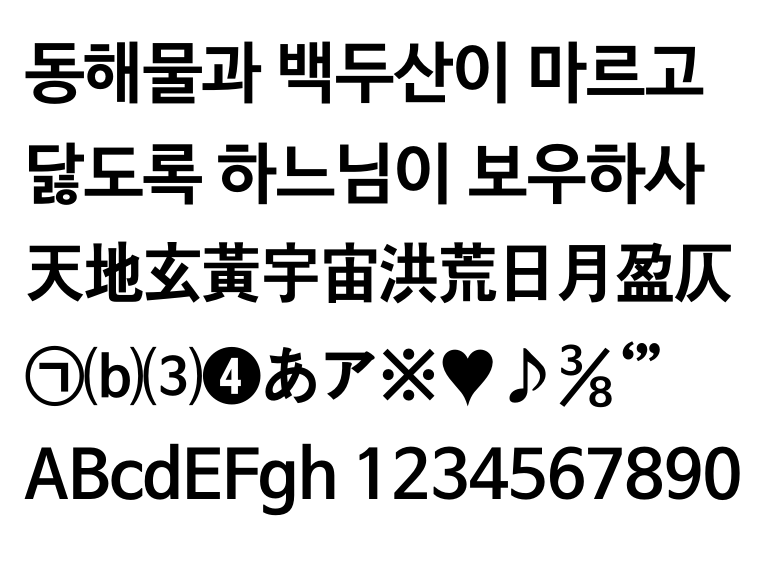 동해물과 백두산이 마르고
닳도록 하느님이 보우하사
天地玄黃宇宙洪荒日月盈仄
㉠⒝⑶❹あア※♥♪⅜‘”
ABcdEFgh 1234567890